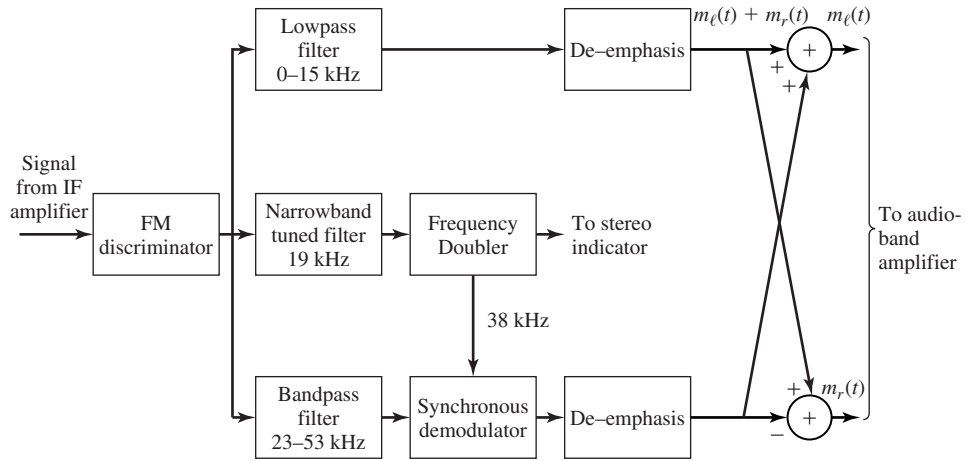 Lowpass
filter
0–15 kHz
De–emphasis
mℓ(t) + mr(t)
mℓ(t)
+
+
+
Signal
from IF
amplifier
FM
discriminator
Narrowband
tuned filter
19 kHz
Frequency
Doubler
To stereo
indicator
To audio-
band
amplifier
38 kHz
Bandpass
filter
23–53 kHz
Synchronous
demodulator
De–emphasis
+
mr(t)
+
−